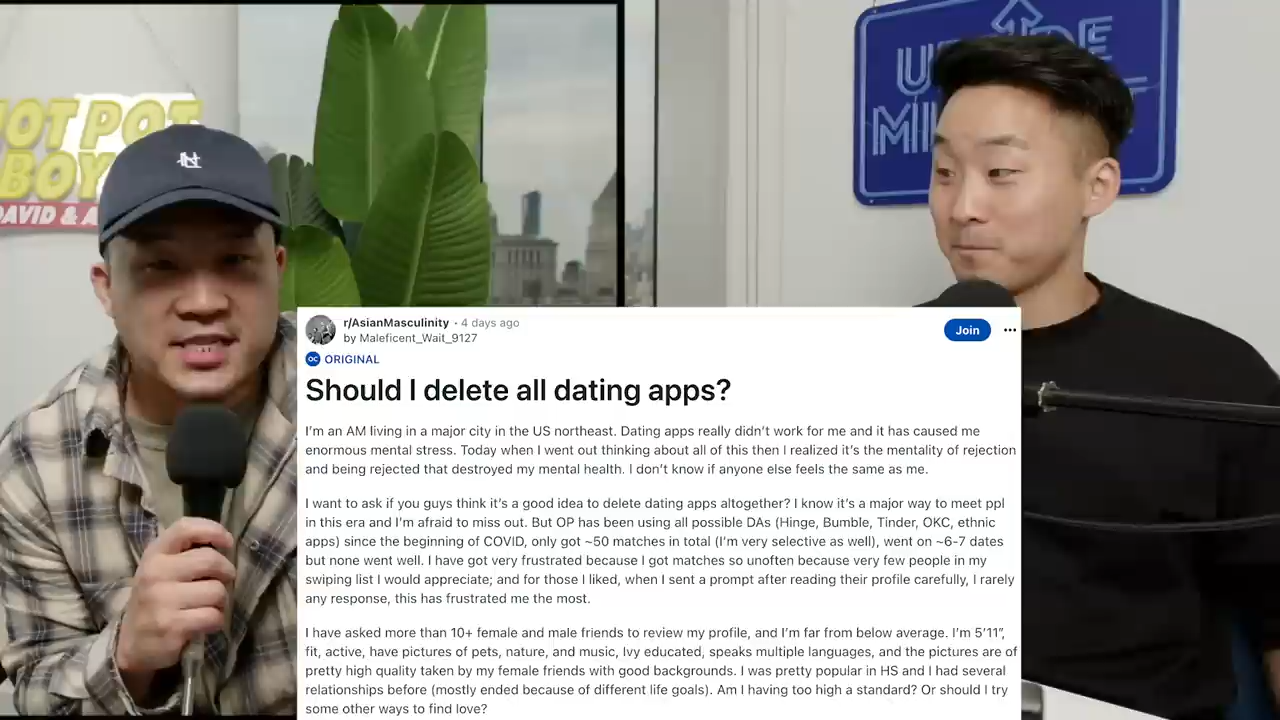 HOT POT
BOY
DAVID & A
UP
DE
MI
N
r/AsianMasculinity · 4 days ago
by Maleficent_Wait_9127
Join
OC ORIGINAL
Should I delete all dating apps?
I'm an AM living in a major city in the US northeast. Dating apps really didn't work for me and it has caused me
enormous mental stress. Today when I went out thinking about all of this then I realized it's the mentality of rejection
and being rejected that destroyed my mental health. I don't know if anyone else feels the same as me.
I want to ask if you guys think it's a good idea to delete dating apps altogether? I know it's a major way to meet ppl
in this era and I'm afraid to miss out. But OP has been using all possible DAs (Hinge, Bumble, Tinder, OKC, ethnic
apps) since the beginning of COVID, only got ~50 matches in total (I'm very selective as well), went on ~6-7 dates
but none went well. I have got very frustrated because I got matches so unoften because very few people in my
swiping list I would appreciate; and for those I liked, when I sent a prompt after reading their profile carefully, I rarely
any response, this has frustrated me the most.
I have asked more than 10+ female and male friends to review my profile, and I'm far from below average. I'm 5'11”,
fit, active, have pictures of pets, nature, and music, Ivy educated, speaks multiple languages, and the pictures are of
pretty high quality taken by my female friends with good backgrounds. I was pretty popular in HS and I had several
relationships before (mostly ended because of different life goals). Am I having too high a standard? Or should I try
some other ways to find love?